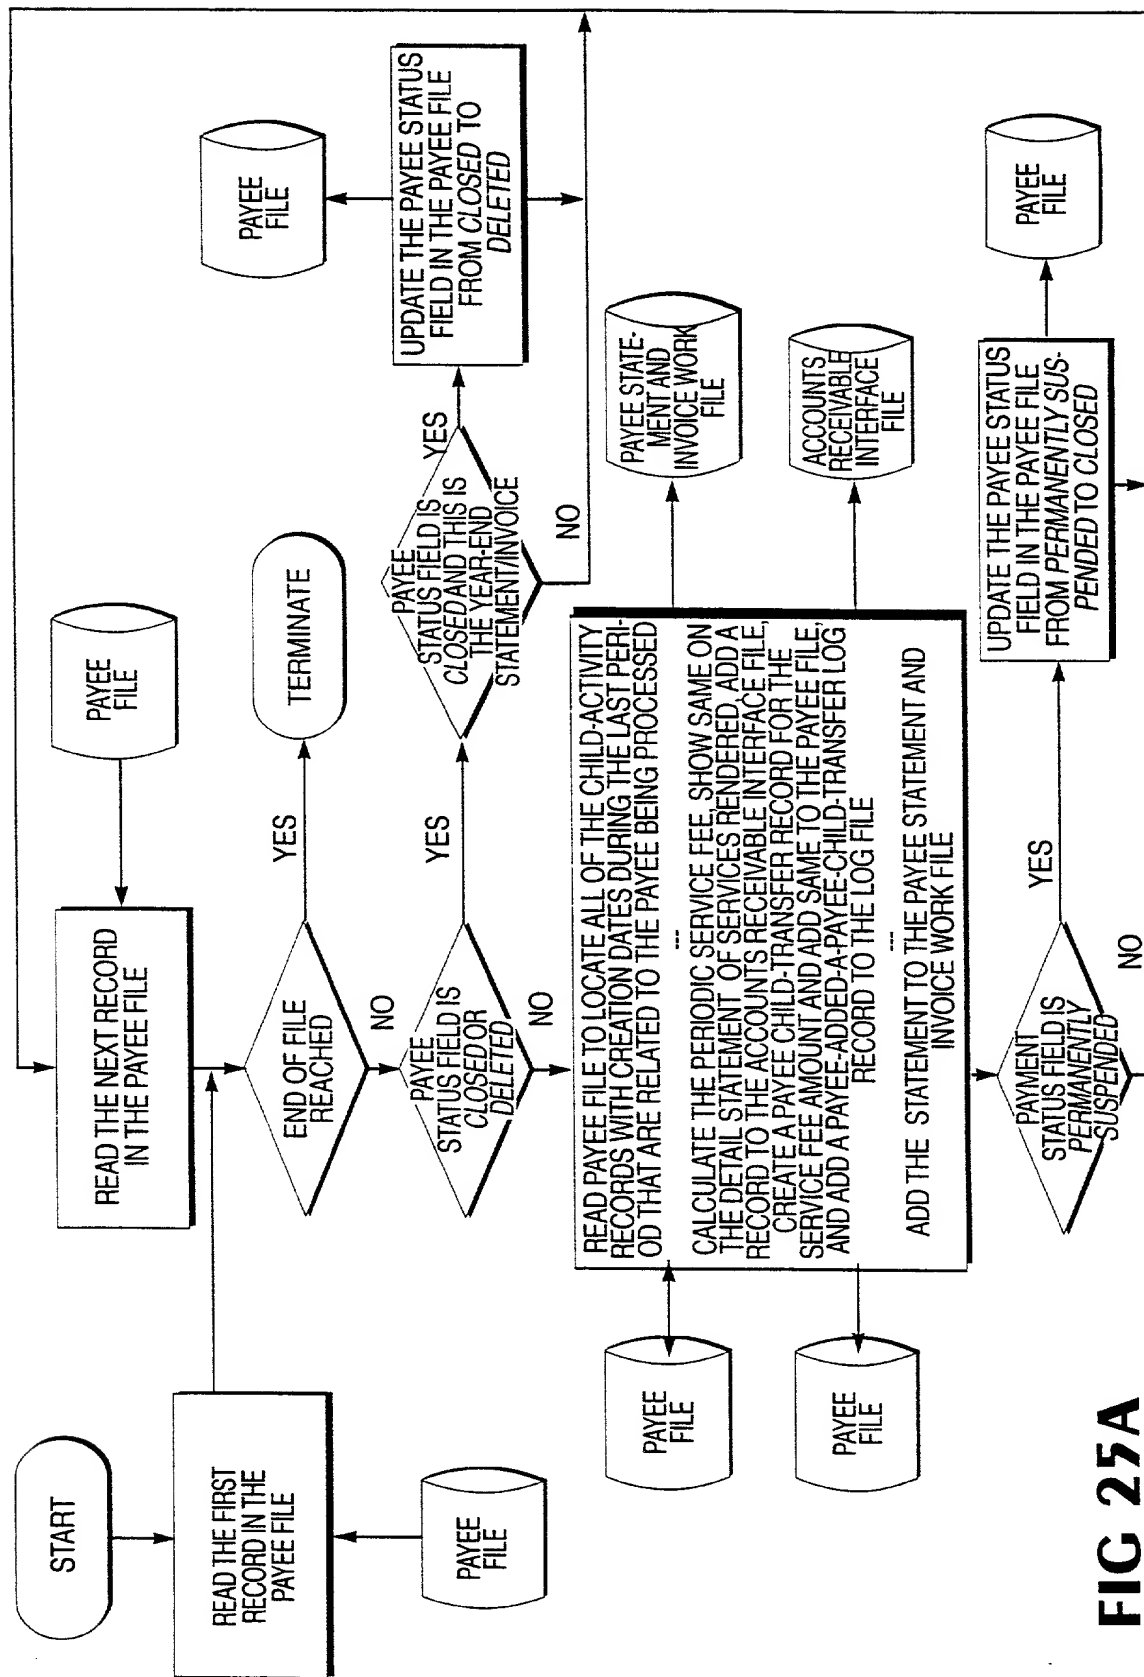 START
READ THE FIRST
RECORD IN THE
PAYEE FILE
PAYEE
FILE
READ THE NEXT RECORD
IN THE PAYEE FILE
PAYEE
FILE
END OF FILE
REACHED
YES
TERMINATE
NO
PAYEE
STATUS FIELD IS
CLOSED OR
DELETED
YES
PAYEE
STATUS FIELD IS
CLOSED AND THIS IS
THE YEAR-END
STATEMENT/INVOICE
YES
UPDATE THE PAYEE STATUS
FIELD IN THE PAYEE FILE
FROM CLOSED TO
DELETED
PAYEE
FILE
NO
NO
READ PAYEE FILE TO LOCATE ALL OF THE CHILD-ACTIVITY
RECORDS WITH CREATION DATES DURING THE LAST PERI-
OD THAT ARE RELATED TO THE PAYEE BEING PROCESSED
---
CALCULATE THE PERIODIC SERVICE FEE, SHOW SAME ON
THE DETAIL STATEMENT OF SERVICES RENDERED, ADD A
RECORD TO THE ACCOUNTS RECEIVABLE INTERFACE FILE,
CREATE A PAYEE CHILD-TRANSFER RECORD FOR THE
SERVICE FEE AMOUNT AND ADD SAME TO THE PAYEE FILE,
AND ADD A PAYEE-ADDED-A-PAYEE-CHILD-TRANSFER LOG
RECORD TO THE LOG FILE
---
ADD THE STATEMENT TO THE PAYEE STATEMENT AND
INVOICE WORK FILE
PAYEE
FILE
PAYEE
FILE
PAYEE STATE-
MENT AND
INVOICE WORK
FILE
ACCOUNTS
RECEIVABLE
INTERFACE
FILE
PAYMENT
STATUS FIELD IS
PERMANENTLY
SUSPENDED
YES
UPDATE THE PAYEE STATUS
FIELD IN THE PAYEE FILE
FROM PERMANENTLY SUS-
PENDED TO CLOSED
PAYEE
FILE
NO
FIG 25A